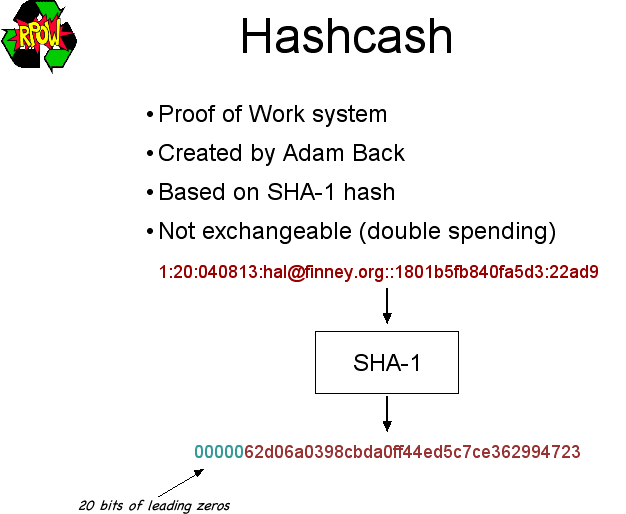 RPOW
Hashcash
• Proof of Work system
• Created by Adam Back
• Based on SHA-1 hash
• Not exchangeable (double spending)
1:20:040813:hal@finney.org::1801b5fb840fa5d3:22ad9
SHA-1
0000062d06a0398cbda0ff44ed5c7ce362994723
20 bits of leading zeros